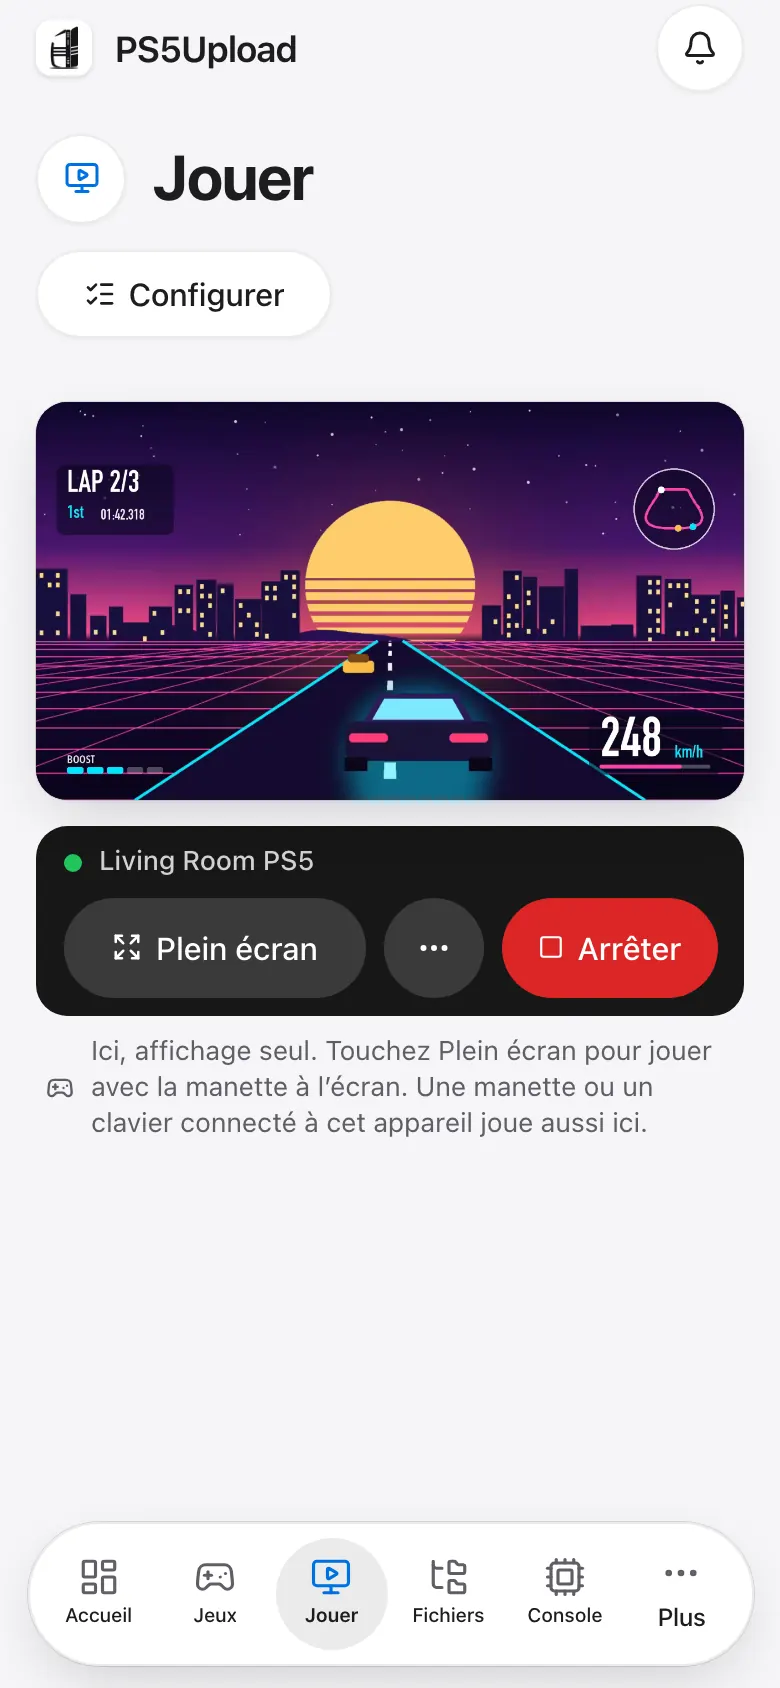 PS5Upload
Jouer
Configurer
LAP 2/3
1st 01:42.318
248 km/h
BOOST
Living Room PS5
Plein écran
Arrêter
Ici, affichage seul. Touchez Plein écran pour jouer
avec la manette à l’écran. Une manette ou un
clavier connecté à cet appareil joue aussi ici.
Accueil
Jeux
Jouer
Fichiers
Console
Plus